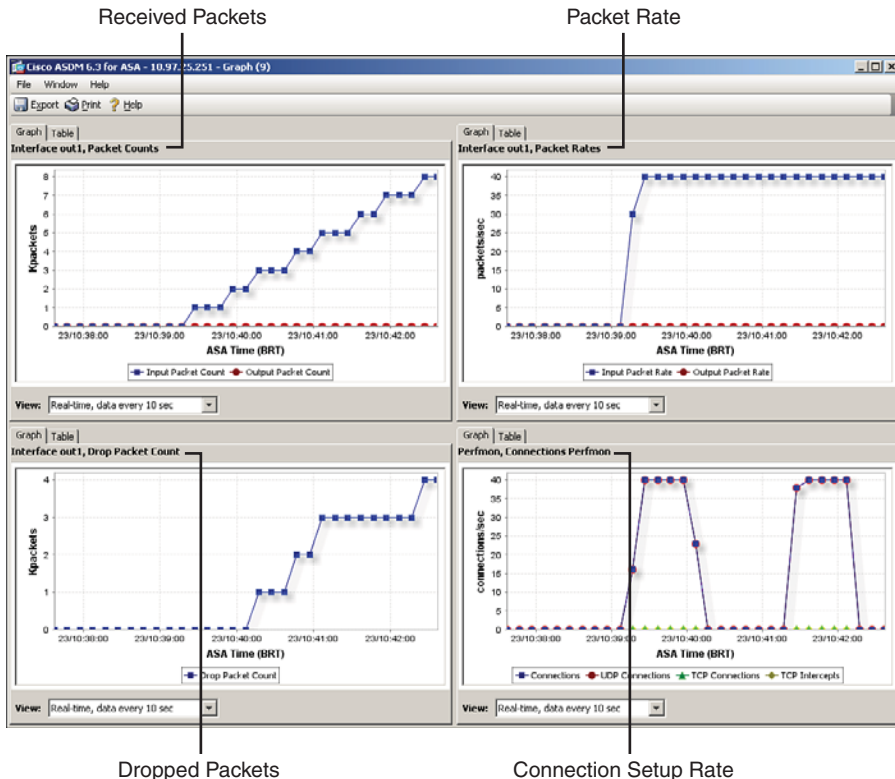 Received Packets
Packet Rate
Cisco ASDM 6.3 for ASA - 10.97.25.251 - Graph (9)
File Window Help
Export Print Help
Graph Table
Interface out1, Packet Counts
8
7
6
5
4
3
2
1
0
Kpackets
23/10:38:00 23/10:39:00 23/10:40:00 23/10:41:00 23/10:42:00
ASA Time (BRT)
Input Packet Count Output Packet Count
View: Real-time, data every 10 sec
Graph Table
Interface out1, Packet Rates
40
35
30
25
20
15
10
5
0
packets/sec
23/10:38:00 23/10:39:00 23/10:40:00 23/10:41:00 23/10:42:00
ASA Time (BRT)
Input Packet Rate Output Packet Rate
View: Real-time, data every 10 sec
Graph Table
Interface out1, Drop Packet Count
4
3
2
1
0
Kpackets
23/10:38:00 23/10:39:00 23/10:40:00 23/10:41:00 23/10:42:00
ASA Time (BRT)
Drop Packet Count
View: Real-time, data every 10 sec
Graph Table
Perfmon, Connections Perfmon
40
35
30
25
20
15
10
5
0
connections/sec
23/10:38:00 23/10:39:00 23/10:40:00 23/10:41:00 23/10:42:00
ASA Time (BRT)
Connections UDP Connections TCP Connections TCP Intercepts
View: Real-time, data every 10 sec
Dropped Packets
Connection Setup Rate